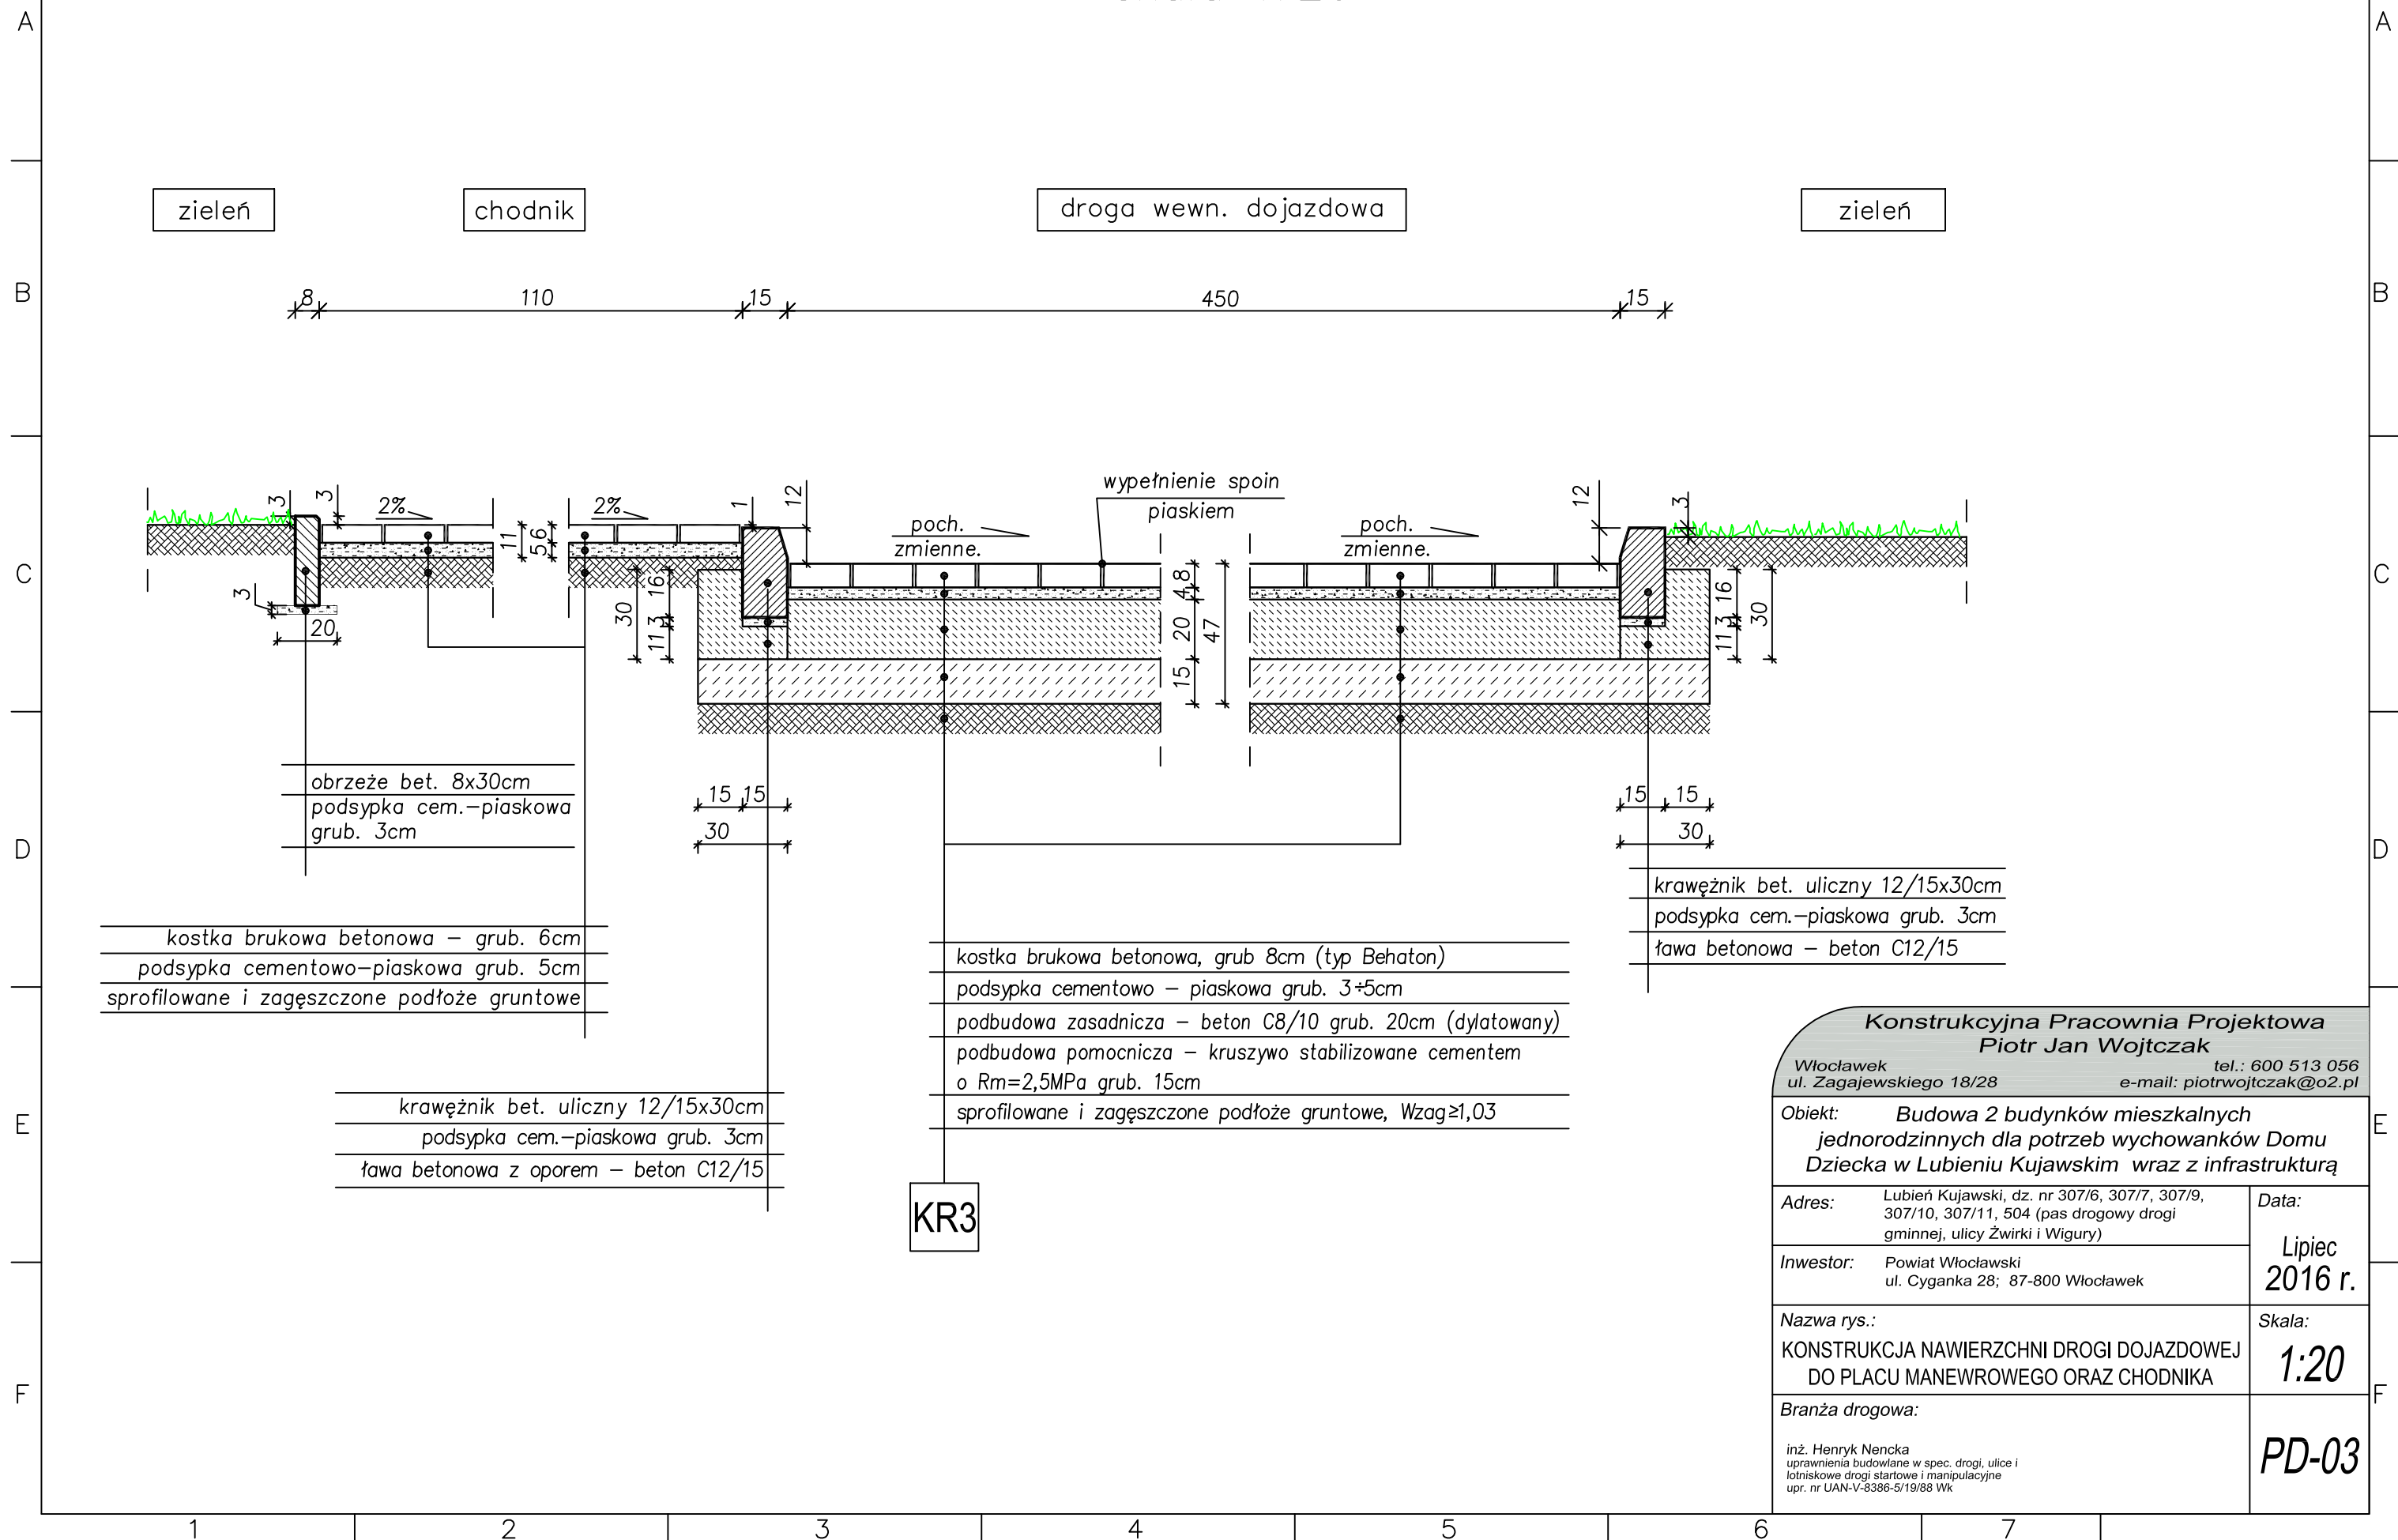 A
A
zieleń
chodnik
droga wewn. dojazdowa
zieleń
B
8
110
15
450
15
B
3
3
2%
11
5
6
2%
1
12
poch.
zmienne.
wypełnienie spoin
piaskiem
poch.
zmienne.
12
3
C
3
20
30
16
3
11
8
4
20
15
47
16
3
11
30
C
obrzeże bet. 8x30cm
podsypka cem.-piaskowa
grub. 3cm
15
15
30
15
15
30
D
D
krawężnik bet. uliczny 12/15x30cm
podsypka cem.-piaskowa grub. 3cm
ława betonowa - beton C12/15
kostka brukowa betonowa - grub. 6cm
podsypka cementowo-piaskowa grub. 5cm
sprofilowane i zagęszczone podłoże gruntowe
kostka brukowa betonowa, grub 8cm (typ Behaton)
podsypka cementowo - piaskowa grub. 3÷5cm
podbudowa zasadnicza - beton C8/10 grub. 20cm (dylatowany)
podbudowa pomocnicza - kruszywo stabilizowane cementem
o Rm=2,5MPa grub. 15cm
sprofilowane i zagęszczone podłoże gruntowe, Wzag≥1,03
E
krawężnik bet. uliczny 12/15x30cm
podsypka cem.-piaskowa grub. 3cm
ława betonowa z oporem - beton C12/15
KR3
Konstrukcyjna Pracownia Projektowa
Piotr Jan Wojtczak
Włocławek tel.: 600 513 056
ul. Zagajewskiego 18/28 e-mail: piotrwojtczak@o2.pl
Obiekt: Budowa 2 budynków mieszkalnych
jednorodzinnych dla potrzeb wychowanków Domu
Dziecka w Lubieniu Kujawskim wraz z infrastrukturą
E
Adres: Lubień Kujawski, dz. nr 307/6, 307/7, 307/9,
307/10, 307/11, 504 (pas drogowy drogi
gminnej, ulicy Żwirki i Wigury)
Data:
Lipiec
2016 r.
Inwestor: Powiat Włocławski
ul. Cyganka 28; 87-800 Włocławek
Nazwa rys.:
KONSTRUKCJA NAWIERZCHNI DROGI DOJAZDOWEJ
DO PLACU MANEWROWEGO ORAZ CHODNIKA
Skala:
1:20
F
F
Branża drogowa:
inż. Henryk Nencka
uprawnienia budowlane w spec. drogi, ulice i
lotniskowe drogi startowe i manipulacyjne
upr. nr UAN-V-8386-5/19/88 Wk
PD-03
1
2
3
4
5
6
7